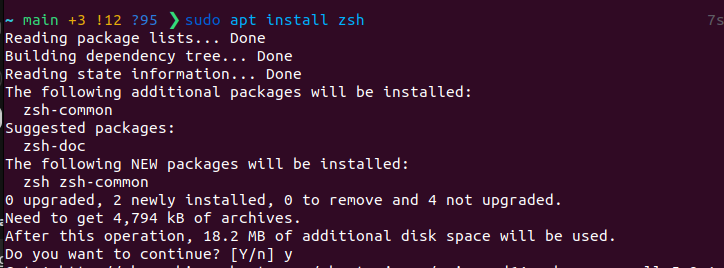 ~ main +3 !12 ?95 ❯ sudo apt install zsh 7s
Reading package lists... Done
Building dependency tree... Done
Reading state information... Done
The following additional packages will be installed:
  zsh-common
Suggested packages:
  zsh-doc
The following NEW packages will be installed:
  zsh zsh-common
0 upgraded, 2 newly installed, 0 to remove and 4 not upgraded.
Need to get 4,794 kB of archives.
After this operation, 18.2 MB of additional disk space will be used.
Do you want to continue? [Y/n] y